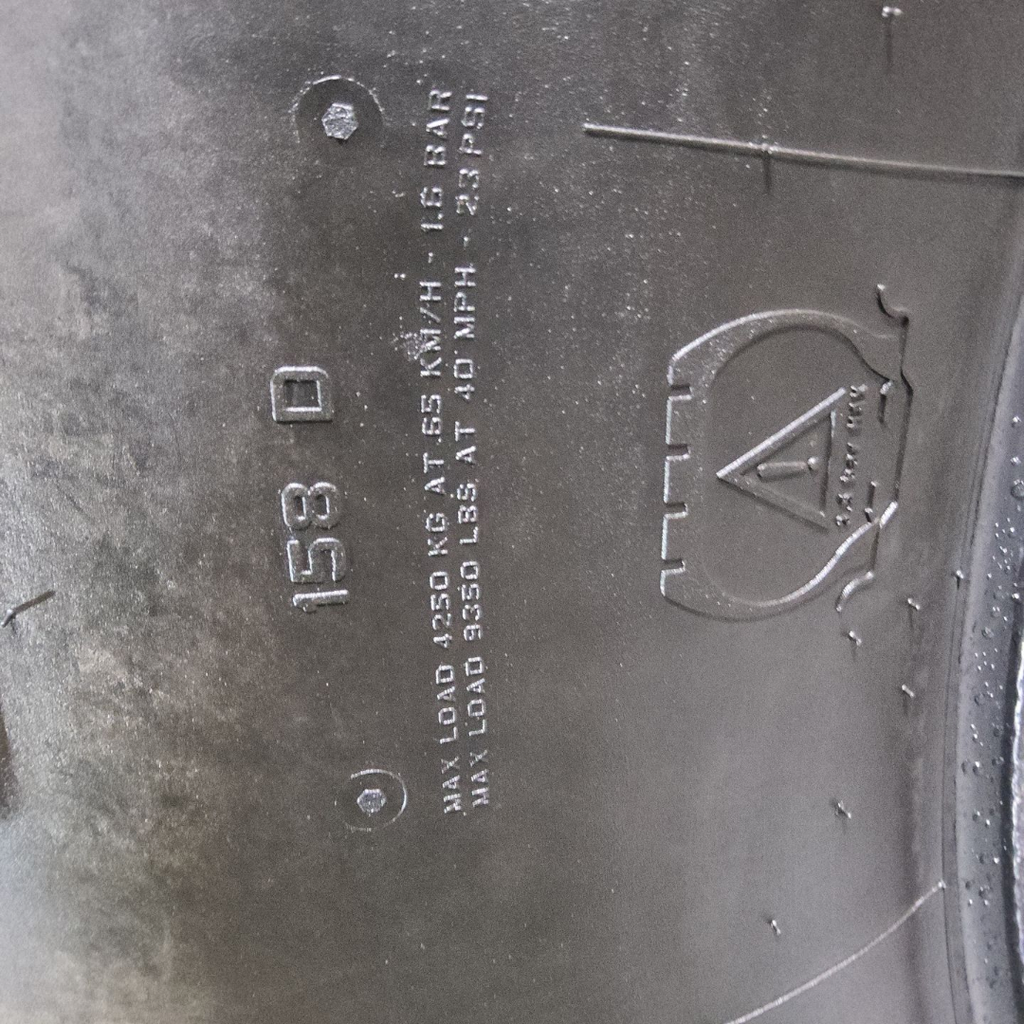 158 D
MAX LOAD 4250 KG AT 65 KM/H - 1.6 BAR
MAX LOAD 9350 LBS AT 40 MPH - 23 PSI
bar